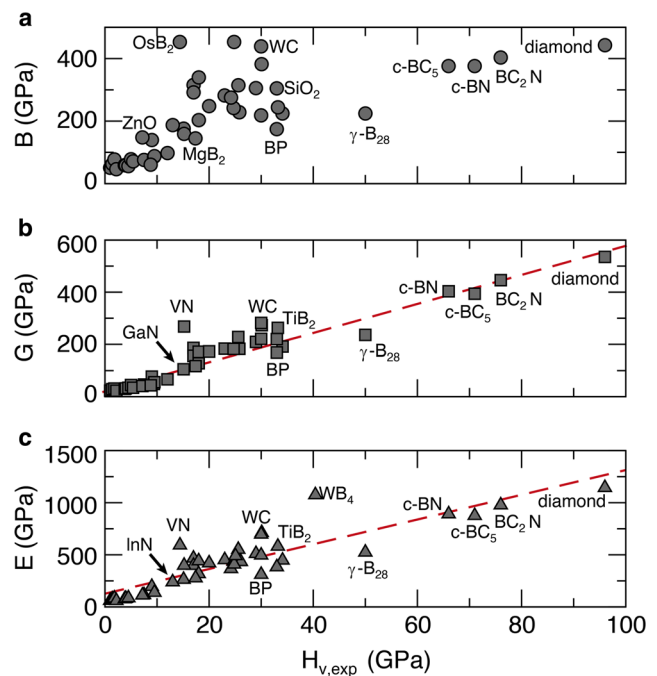 a
B (GPa)
400
200
0
OsB2
WC
SiO2
ZnO
MgB2
BP
γ-B28
c-BC5
c-BN
BC2 N
diamond
b
G (GPa)
600
400
200
0
VN
GaN
WC
TiB2
BP
γ-B28
c-BN
c-BC5
BC2 N
diamond
c
E (GPa)
1500
1000
500
0
VN
InN
WC
WB4
TiB2
BP
γ-B28
c-BN
c-BC5
BC2 N
diamond
0 20 40 60 80 100
Hv,exp (GPa)